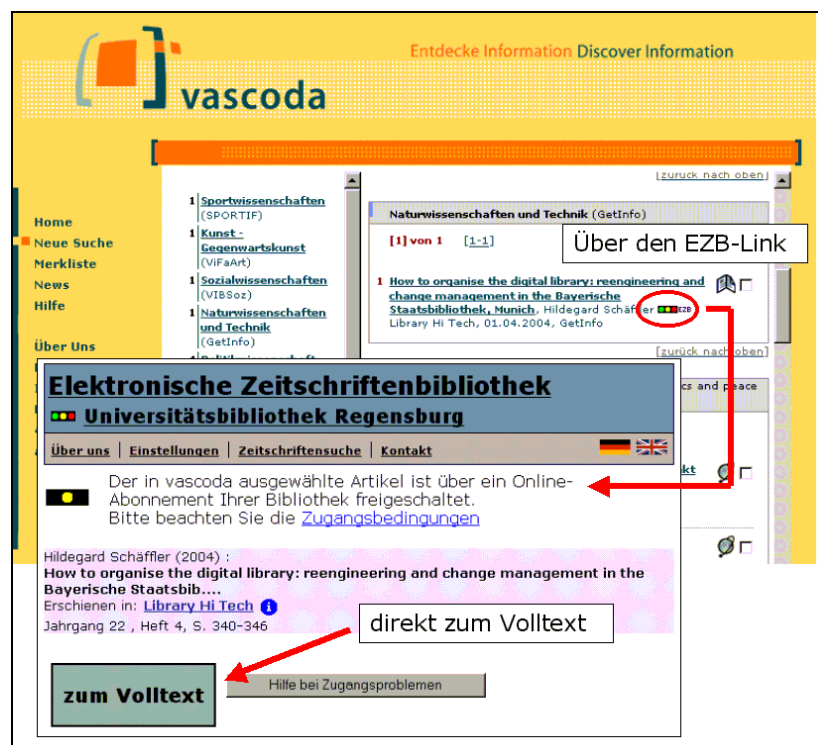 Entdecke Information Discover Information
vascoda
[zurück nach oben]
Home
Neue Suche
Merkliste
News
Hilfe
Über Uns
1 Sportwissenschaften
(SPORTIF)
1 Kunst -
Gegenwartskunst
(ViFaArt)
1 Sozialwissenschaften
(VIBSoz)
1 Naturwissenschaften
und Technik
(GetInfo)
Naturwissenschaften und Technik (GetInfo)
[1] von 1 [1-1]
Über den EZB-Link
1 How to organise the digital library: reengineering and
change management in the Bayerische
Staatsbibliothek, Munich, Hildegard Schäffler EZB
Library Hi Tech, 01.04.2004, GetInfo
[zurück nach oben]
cs and peace
kt
Elektronische Zeitschriftenbibliothek
Universitätsbibliothek Regensburg
Über uns | Einstellungen | Zeitschriftensuche | Kontakt
Der in vascoda ausgewählte Artikel ist über ein Online-
Abonnement Ihrer Bibliothek freigeschaltet.
Bitte beachten Sie die Zugangsbedingungen
Hildegard Schäffler (2004) :
How to organise the digital library: reengineering and change management in the
Bayerische Staatsbib....
Erschienen in: Library Hi Tech i
Jahrgang 22 , Heft 4, S. 340-346
direkt zum Volltext
zum Volltext
Hilfe bei Zugangsproblemen